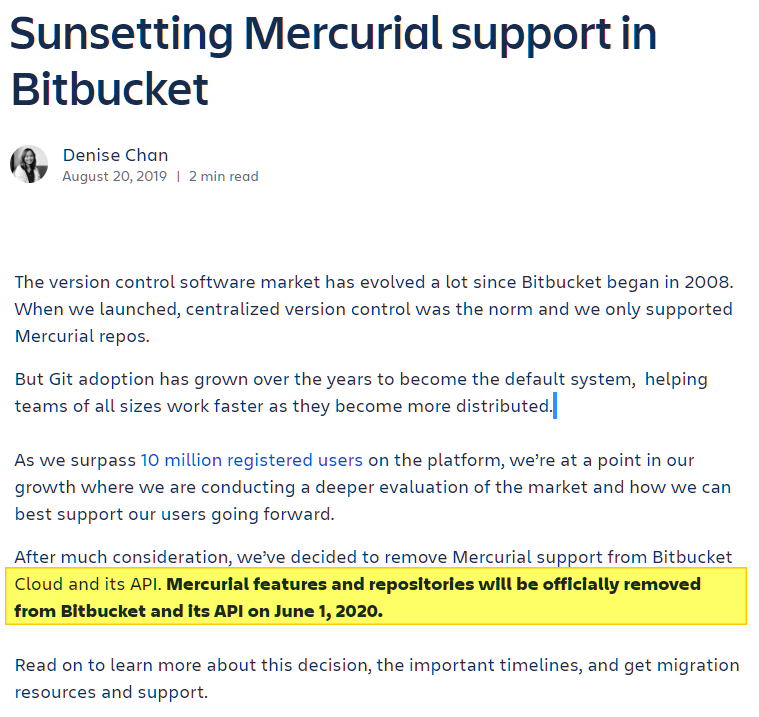 Sunsetting Mercurial support in
Bitbucket
Denise Chan
August 20, 2019 | 2 min read
The version control software market has evolved a lot since Bitbucket began in 2008.
When we launched, centralized version control was the norm and we only supported
Mercurial repos.
But Git adoption has grown over the years to become the default system,  helping
teams of all sizes work faster as they become more distributed.
As we surpass 10 million registered users on the platform, we’re at a point in our
growth where we are conducting a deeper evaluation of the market and how we can
best support our users going forward.
After much consideration, we’ve decided to remove Mercurial support from Bitbucket
Cloud and its API. Mercurial features and repositories will be officially removed
from Bitbucket and its API on June 1, 2020.
Read on to learn more about this decision, the important timelines, and get migration
resources and support.